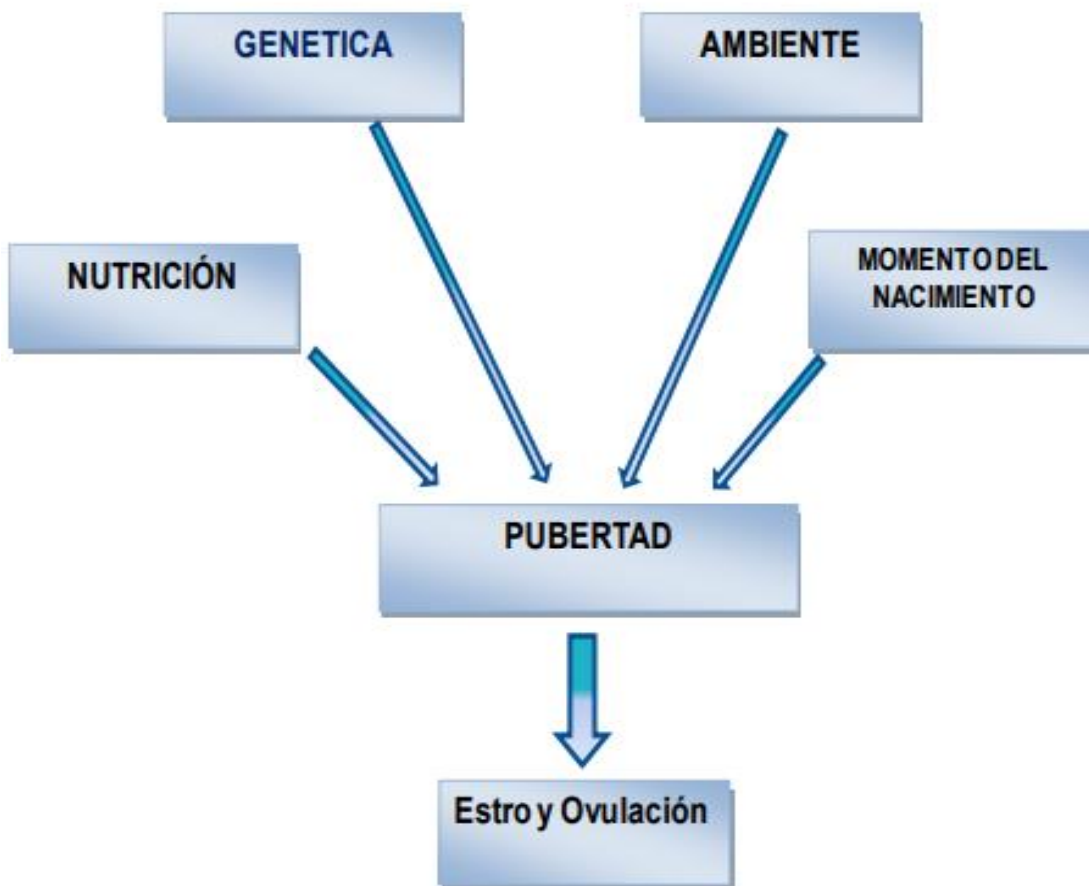 GENETICA
AMBIENTE
NUTRICIÓN
MOMENTO DEL
NACIMIENTO
PUBERTAD
Estro y Ovulación